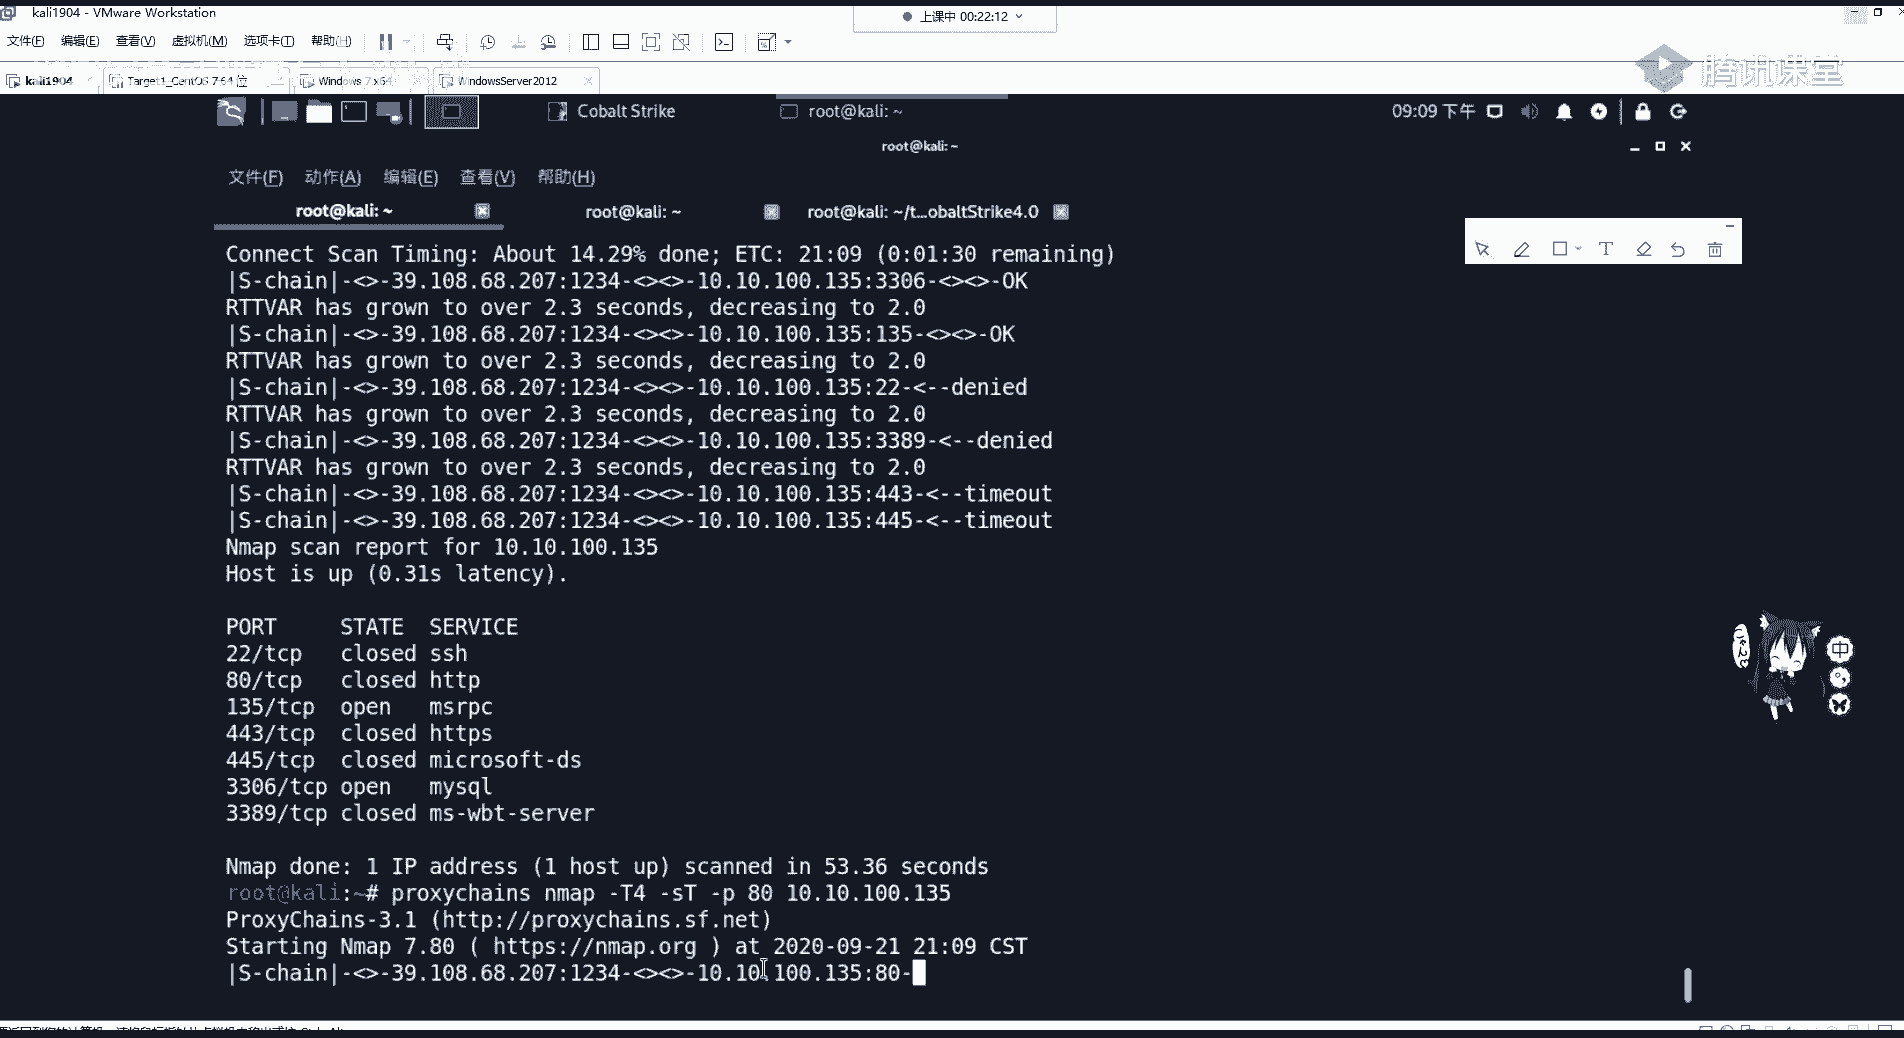 kali1904 - VMware Workstation
上课中 00:22:12
文件(F) 编辑(E) 查看(V) 虚拟机(M) 选项卡(T) 帮助(H)
kali1904 Target1_CentOS 7 64 位 Windows 7 x64 WindowsServer2012
腾讯课堂
Cobalt Strike root@kali: ~ 09:09 下午
root@kali: ~
文件(F) 动作(A) 编辑(E) 查看(V) 帮助(H)
root@kali: ~ root@kali: ~ root@kali: ~/t...obaltStrike4.0
Connect Scan Timing: About 14.29% done; ETC: 21:09 (0:01:30 remaining)
|S-chain|-<>-39.108.68.207:1234-<><>-10.10.100.135:3306-<><>-OK
RTTVAR has grown to over 2.3 seconds, decreasing to 2.0
|S-chain|-<>-39.108.68.207:1234-<><>-10.10.100.135:135-<><>-OK
RTTVAR has grown to over 2.3 seconds, decreasing to 2.0
|S-chain|-<>-39.108.68.207:1234-<><>-10.10.100.135:22-<--denied
RTTVAR has grown to over 2.3 seconds, decreasing to 2.0
|S-chain|-<>-39.108.68.207:1234-<><>-10.10.100.135:3389-<--denied
RTTVAR has grown to over 2.3 seconds, decreasing to 2.0
|S-chain|-<>-39.108.68.207:1234-<><>-10.10.100.135:443-<--timeout
|S-chain|-<>-39.108.68.207:1234-<><>-10.10.100.135:445-<--timeout
Nmap scan report for 10.10.100.135
Host is up (0.31s latency).
PORT STATE SERVICE
22/tcp closed ssh
80/tcp closed http
135/tcp open msrpc
443/tcp closed https
445/tcp closed microsoft-ds
3306/tcp open mysql
3389/tcp closed ms-wbt-server
Nmap done: 1 IP address (1 host up) scanned in 53.36 seconds
root@kali:~# proxychains nmap -T4 -sT -p 80 10.10.100.135
ProxyChains-3.1 (http://proxychains.sf.net)
Starting Nmap 7.80 ( https://nmap.org ) at 2020-09-21 21:09 CST
|S-chain|-<>-39.108.68.207:1234-<><>-10.10.100.135:80-
中